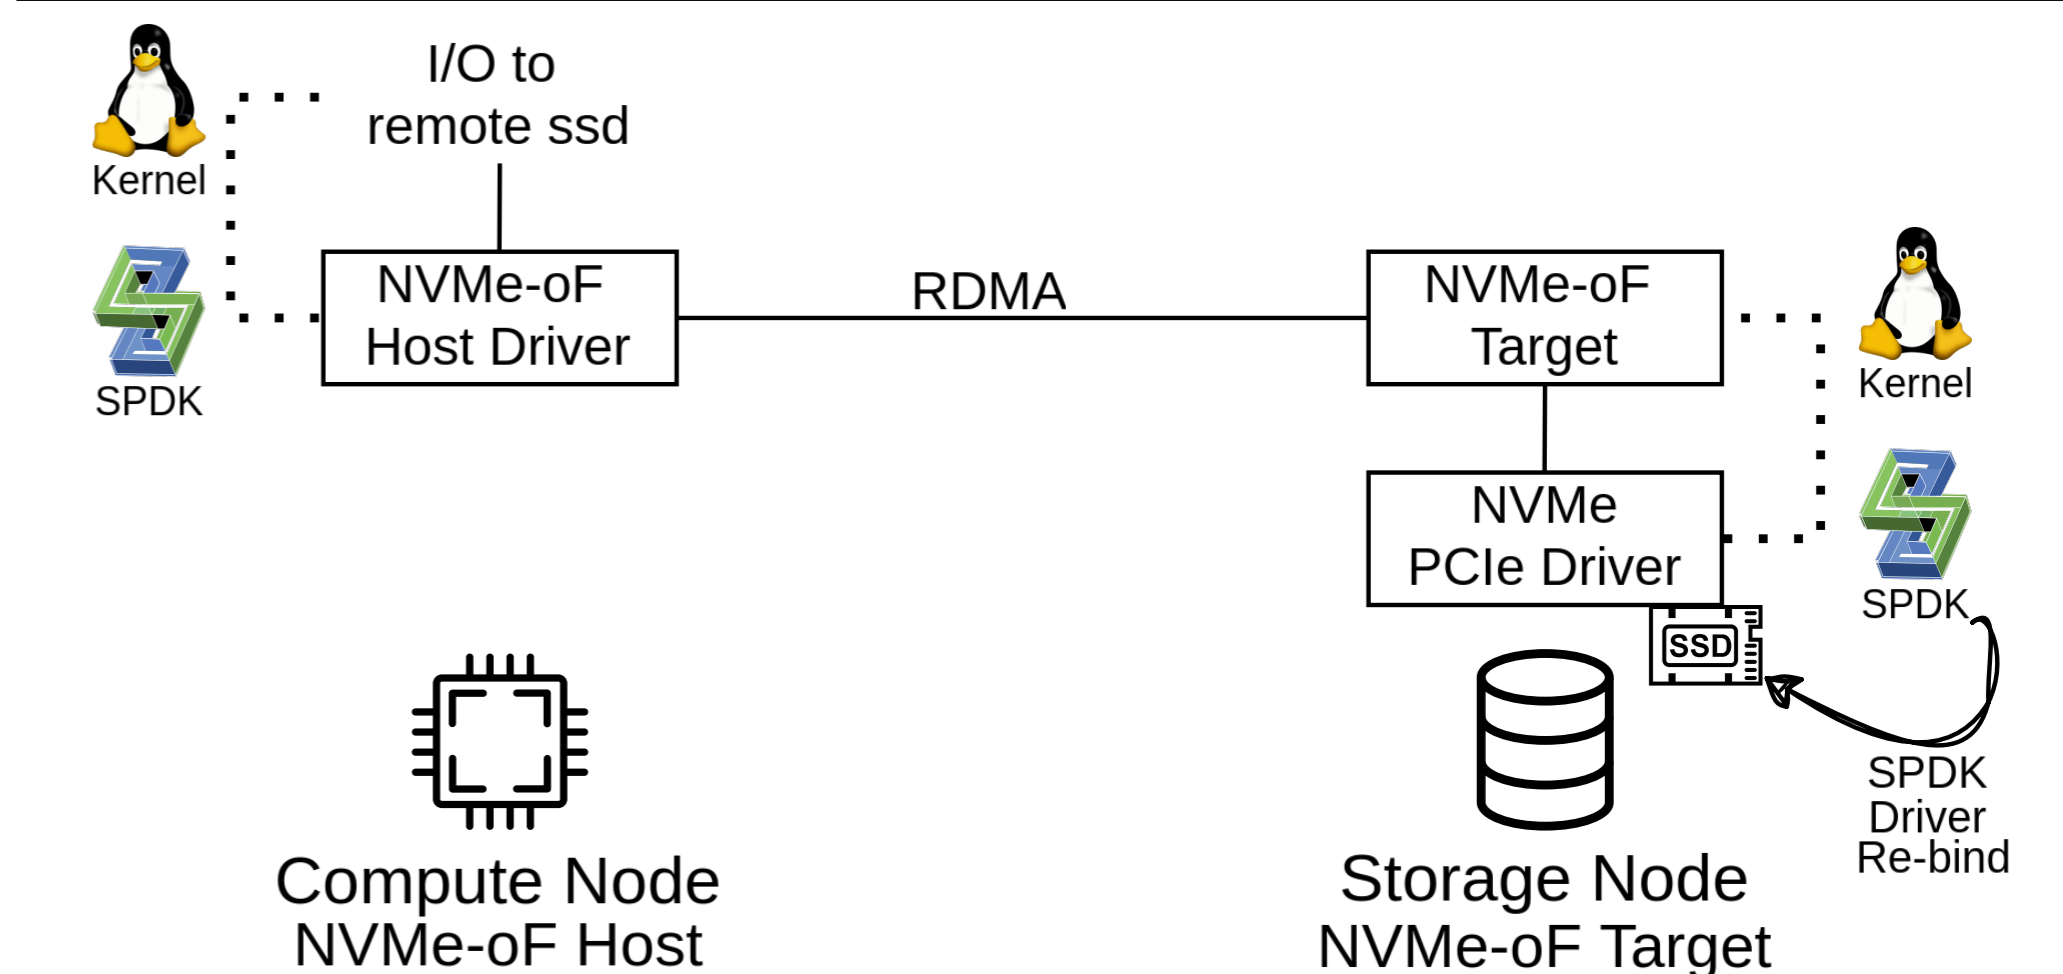 I/O to
remote ssd
Kernel
SPDK
NVMe-oF
Host Driver
RDMA
NVMe-oF
Target
Kernel
NVMe
PCIe Driver
SPDK
SSD
SPDK
Driver
Re-bind
Compute Node
NVMe-oF Host
Storage Node
NVMe-oF Target